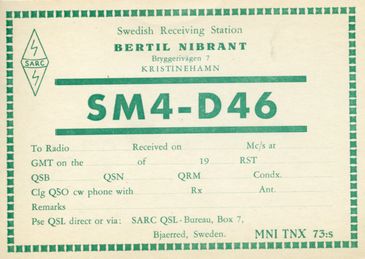 Swedish Receiving Station
BERTIL NIBRANT
Bryggerivägen 7
KRISTINEHAMN
SARC
SM4-D46
To Radio Received on Mc/s at
GMT on the of 19 RST
QSB QSN QRM Condx.
Clg QSO cw phone with Rx Ant.
Remarks
Pse QSL direct or via: SARC QSL-Bureau, Box 7,
Bjaerred, Sweden. MNI TNX 73:s